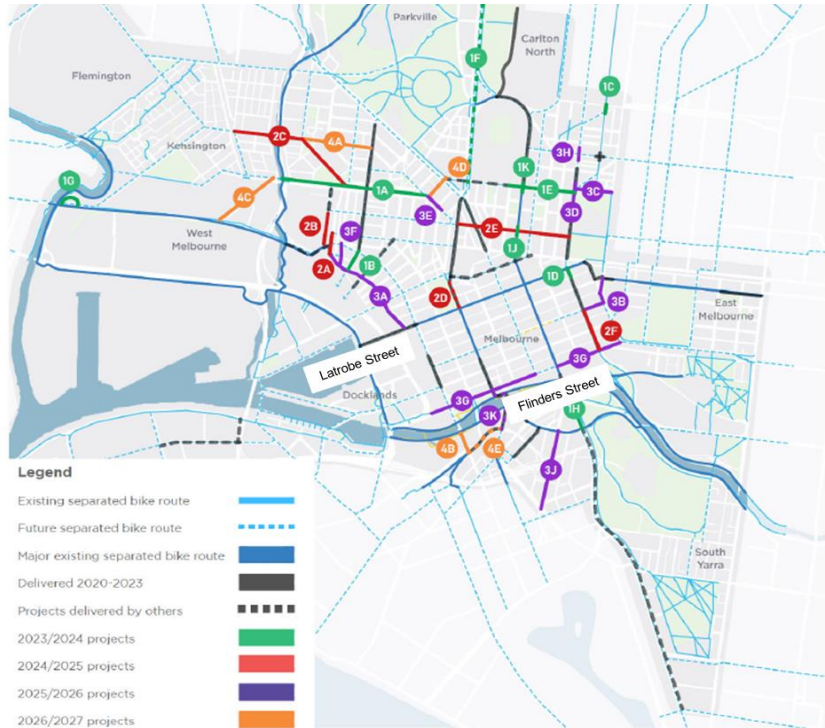 Parkville
Carlton
North
1F
1C
Flemington
Kensington
2C
4A
3H
4D
1K
1G
1A
1E
3C
4C
3E
3D
West
Melbourne
2B
3F
2E
1J
2A
1B
1D
3A
2D
3B
East
Melbourne
Melbourne
2F
Latrobe Street
3G
Docklands
Flinders Street
3G
3K
1H
4B
4E
3J
South
Yarra
Legend
Existing separated bike route
Future separated bike route
Major existing separated bike route
Delivered 2020-2023
Projects delivered by others
2023/2024 projects
2024/2025 projects
2025/2026 projects
2026/2027 projects